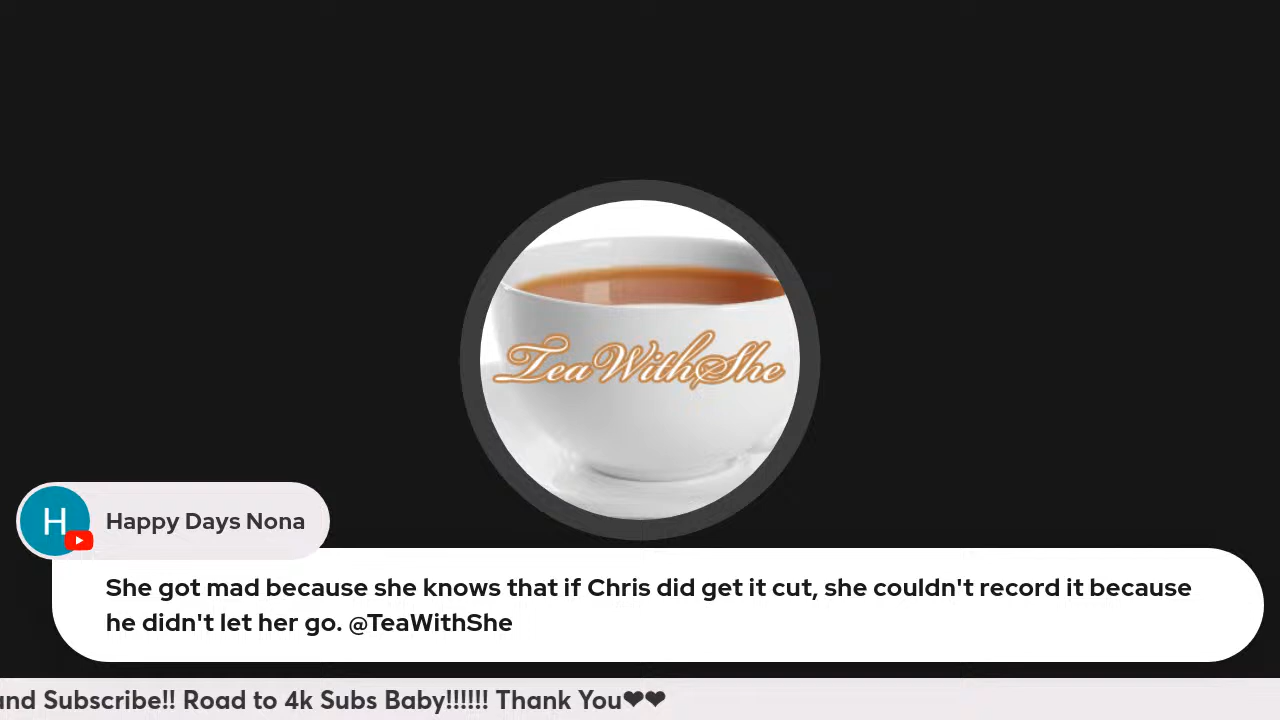 TeaWithShe
H
Happy Days Nona
She got mad because she knows that if Chris did get it cut, she couldn't record it because
he didn't let her go. @TeaWithShe
and Subscribe!! Road to 4k Subs Baby!!!!!! Thank You❤❤